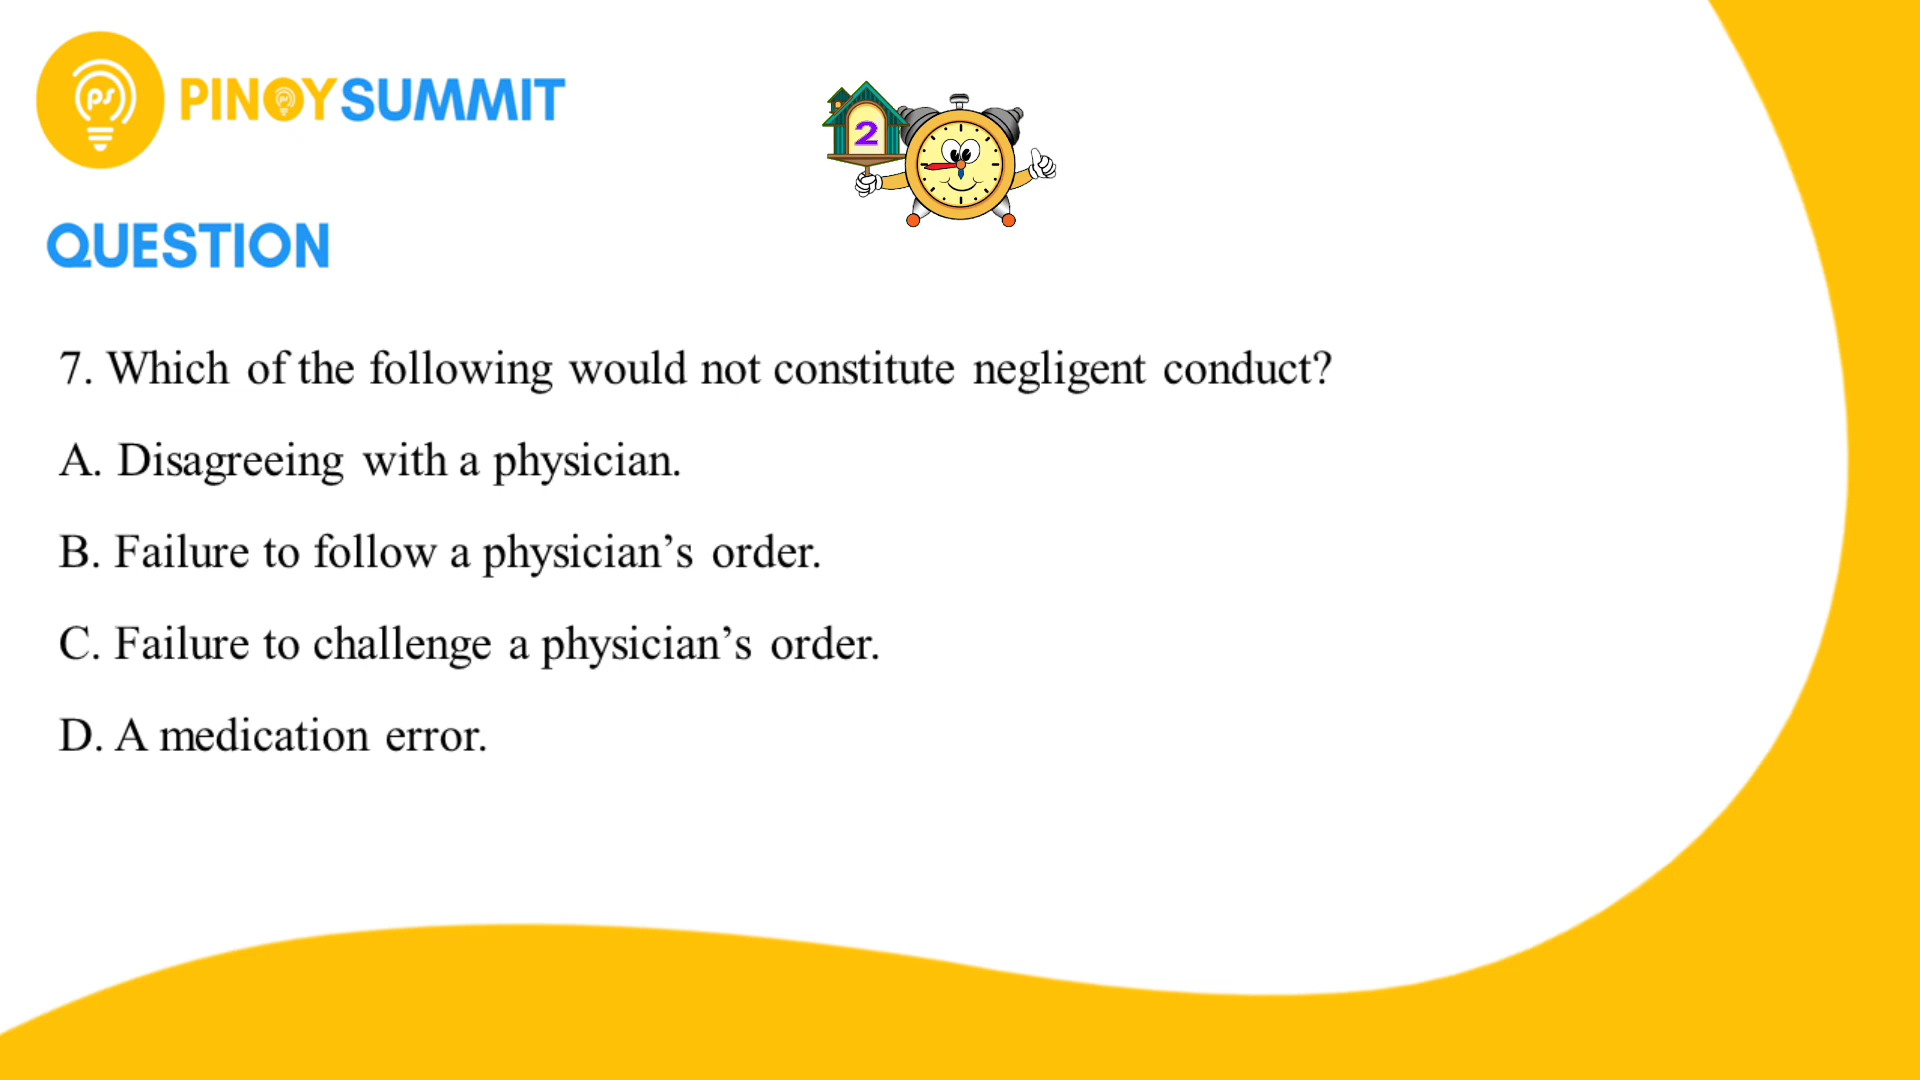 PINOYSUMMIT
2
QUESTION
7. Which of the following would not constitute negligent conduct?
A. Disagreeing with a physician.
B. Failure to follow a physician’s order.
C. Failure to challenge a physician’s order.
D. A medication error.